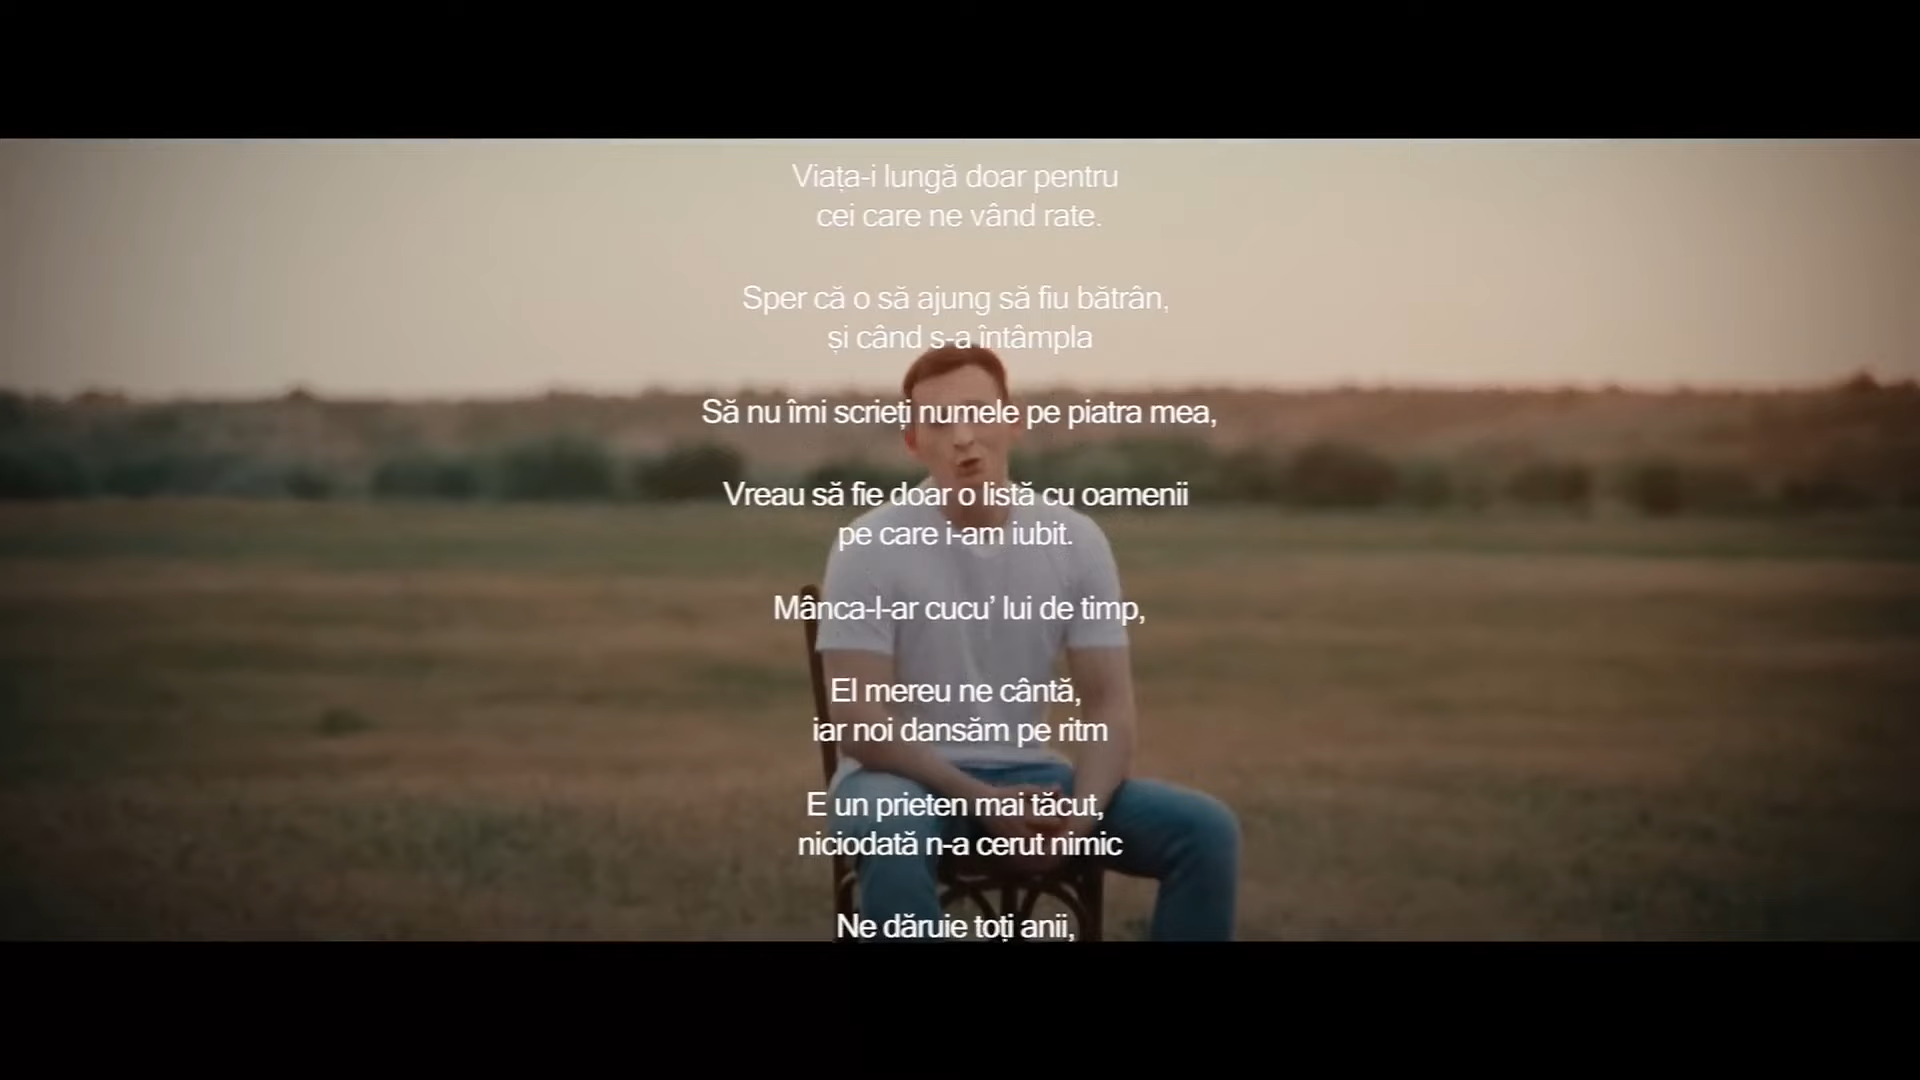 Viața-i lungă doar pentru
cei care ne vând rate.
Sper că o să ajung să fiu bătrân,
și când s-a întâmpla
Să nu îmi scrieți numele pe piatra mea,
Vreau să fie doar o listă cu oamenii
pe care i-am iubit.
Mânca-l-ar cucu’ lui de timp,
El mereu ne cântă,
iar noi dansăm pe ritm
E un prieten mai tăcut,
niciodată n-a cerut nimic
Ne dăruie toți anii,